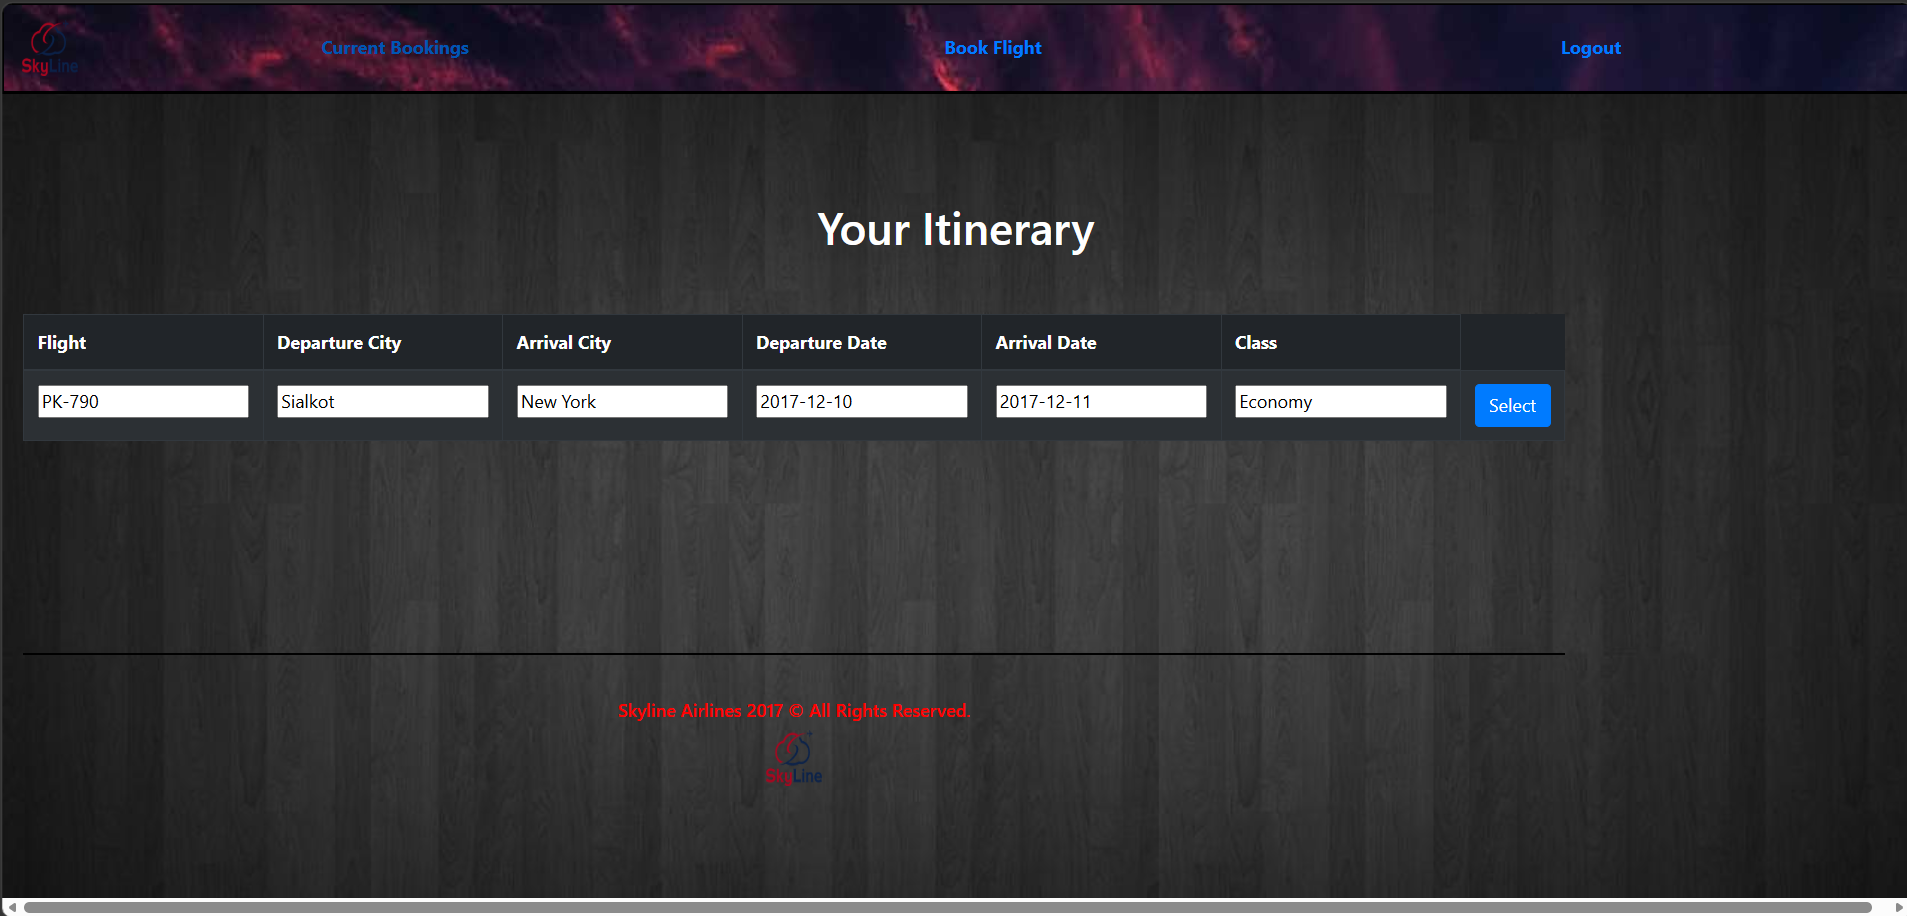 SkyLine
Current Bookings
Book Flight
Logout
Your Itinerary
Flight Departure City Arrival City Departure Date Arrival Date Class
PK-790 Sialkot New York 2017-12-10 2017-12-11 Economy Select
Skyline Airlines 2017 © All Rights Reserved.
SkyLine